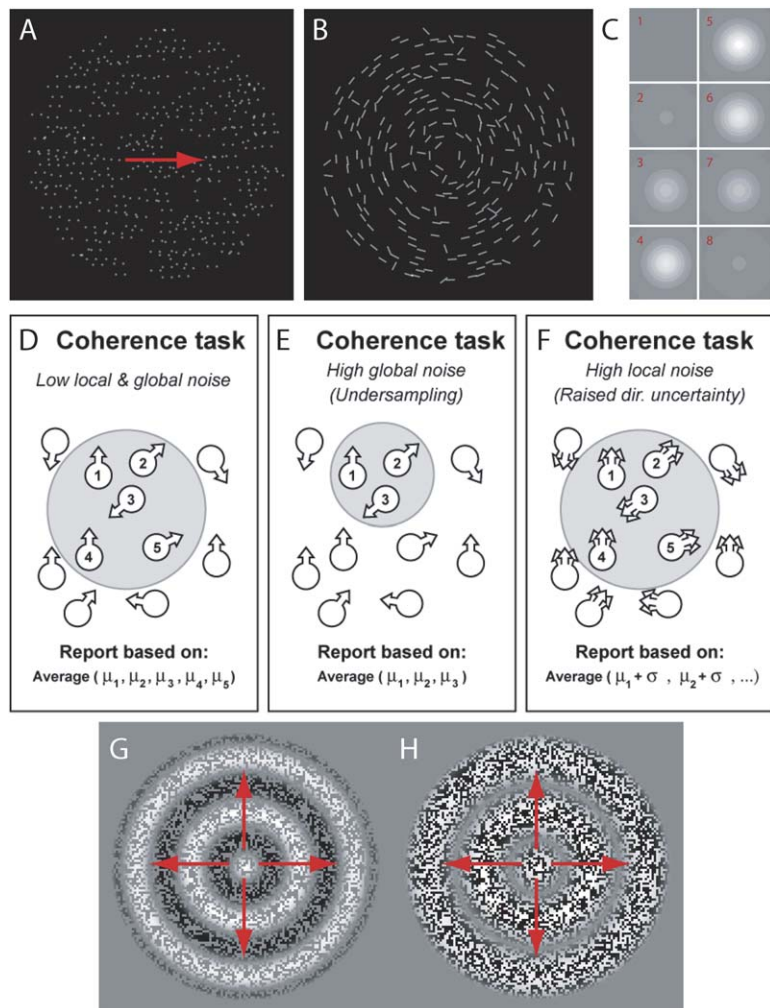 A
B
C
1
5
2
6
3
7
4
8
D Coherence task
Low local & global noise
1
2
3
4
5
Report based on:
Average ( μ₁, μ₂, μ₃, μ₄, μ₅ )
E Coherence task
High global noise
(Undersampling)
1
2
3
Report based on:
Average ( μ₁, μ₂, μ₃ )
F Coherence task
High local noise
(Raised dir. uncertainty)
1
2
3
4
5
Report based on:
Average ( μ₁ + σ , μ₂ + σ , ...)
G
H